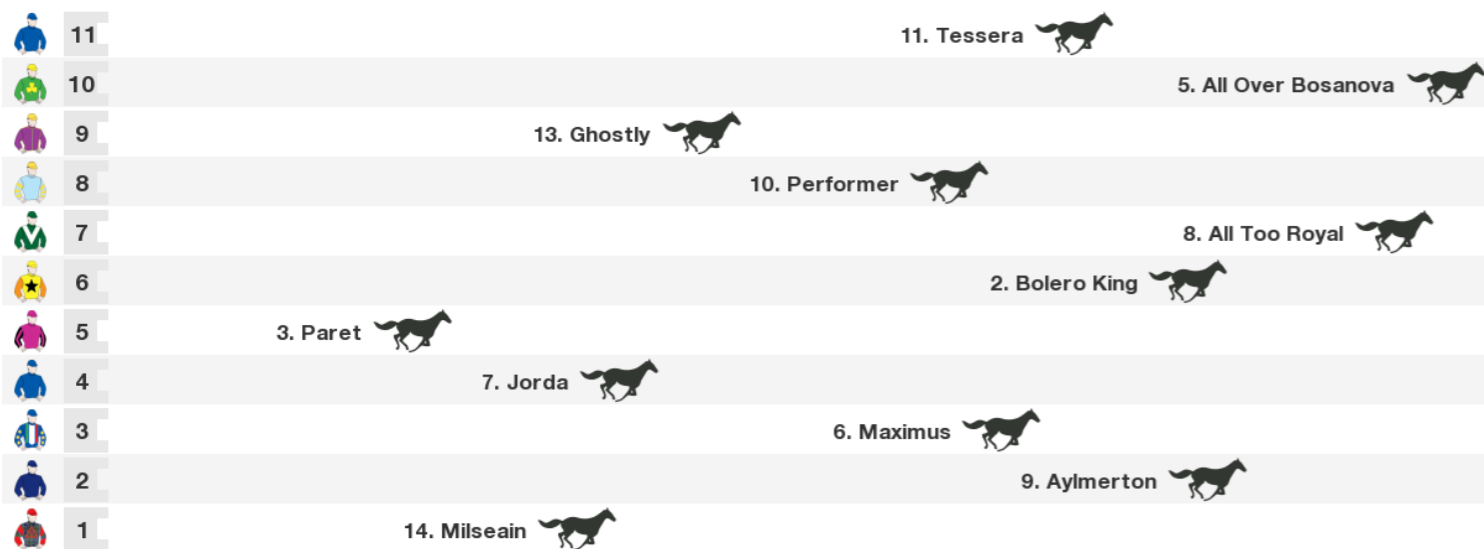 11 11. Tessera
10 5. All Over Bosanova
9 13. Ghostly
8 10. Performer
7 8. All Too Royal
6 2. Bolero King
5 3. Paret
4 7. Jorda
3 6. Maximus
2 9. Aylmerton
1 14. Milseain